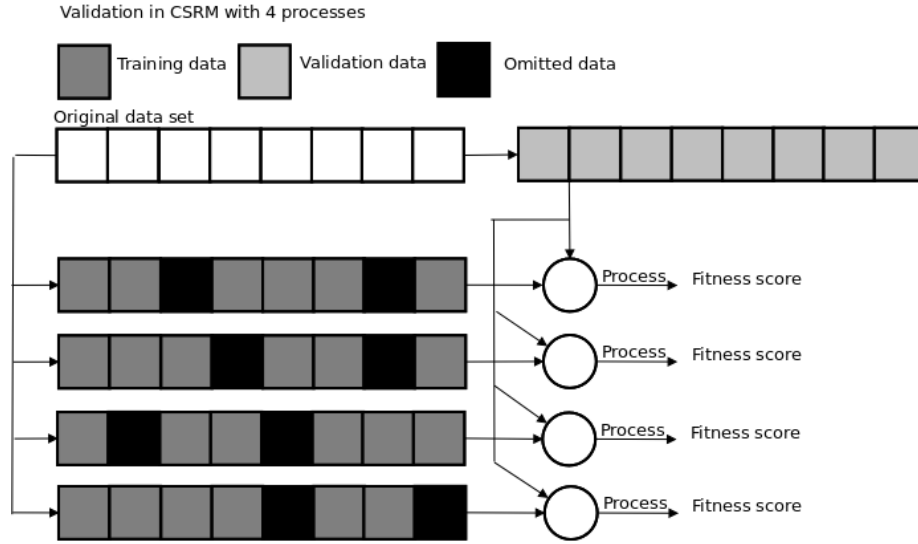 Validation in CSRM with 4 processes
Training data
Validation data
Omitted data
Original data set
Process
Fitness score
Process
Fitness score
Process
Fitness score
Process
Fitness score